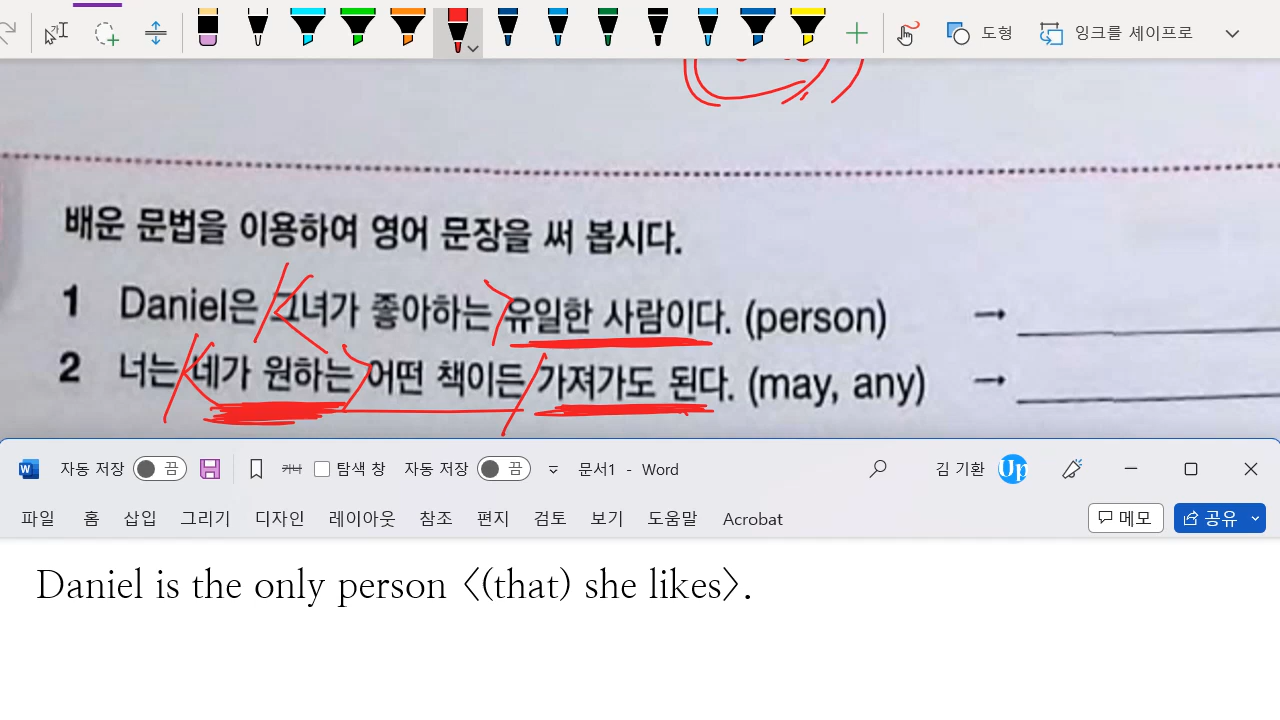 도형
잉크를 셰이프로
배운 문법을 이용하여 영어 문장을 써 봅시다.
1 Daniel은 그녀가 좋아하는 유일한 사람이다. (person) →
2 너는 네가 원하는 어떤 책이든 가져가도 된다. (may, any) →
자동 저장 끔 가나 탐색 창 자동 저장 끔 문서1 - Word 김 기환 Up
파일 홈 삽입 그리기 디자인 레이아웃 참조 편지 검토 보기 도움말 Acrobat 메모 공유
Daniel is the only person <(that) she likes>.